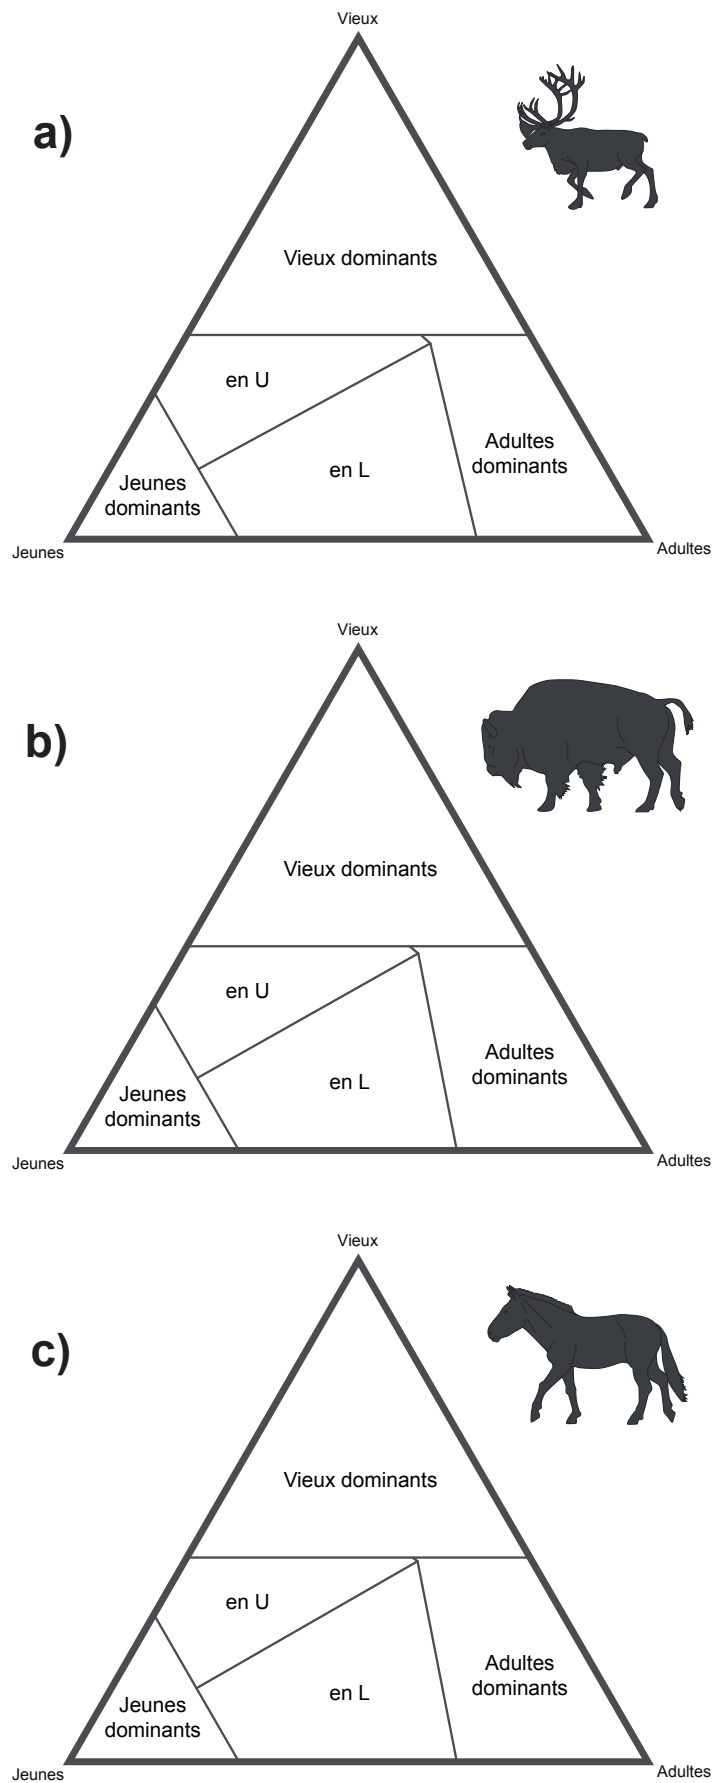 Vieux
a)
Vieux dominants
en U
Adultes
dominants
en L
Jeunes
dominants
Jeunes
Adultes
Vieux
b)
Vieux dominants
en U
Adultes
dominants
en L
Jeunes
dominants
Jeunes
Adultes
Vieux
c)
Vieux dominants
en U
Adultes
dominants
en L
Jeunes
dominants
Jeunes
Adultes